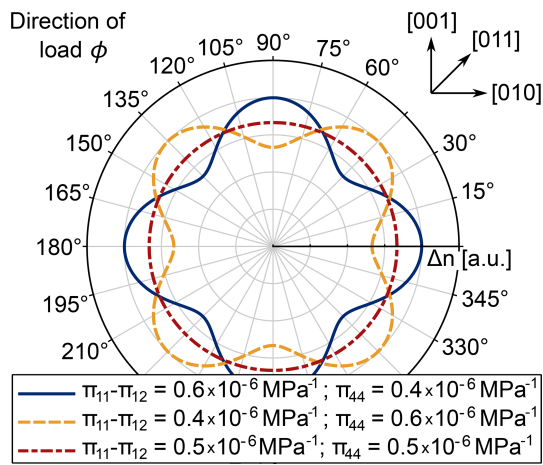 Direction of
load ϕ
105° 90° 75°
120° 60°
135°
150° 30°
165° 15°
180°
195° 345°
210° 330°
[001]
[011]
[010]
Δn [a.u.]
π11-π12 = 0.6×10-6 MPa-1 ; π44 = 0.4×10-6 MPa-1
π11-π12 = 0.4×10-6 MPa-1 ; π44 = 0.6×10-6 MPa-1
π11-π12 = 0.5×10-6 MPa-1; π44 = 0.5×10-6 MPa-1